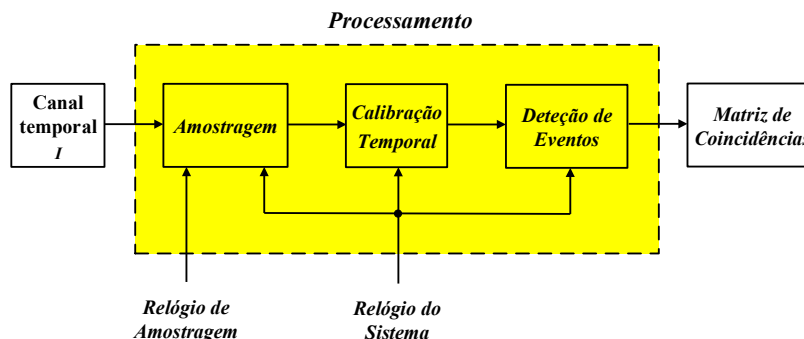 Processamento
Canal
temporal
I
Amostragem
Calibração
Temporal
Deteção de
Eventos
Matriz de
Coincidências
Relógio de
Amostragem
Relógio do
Sistema